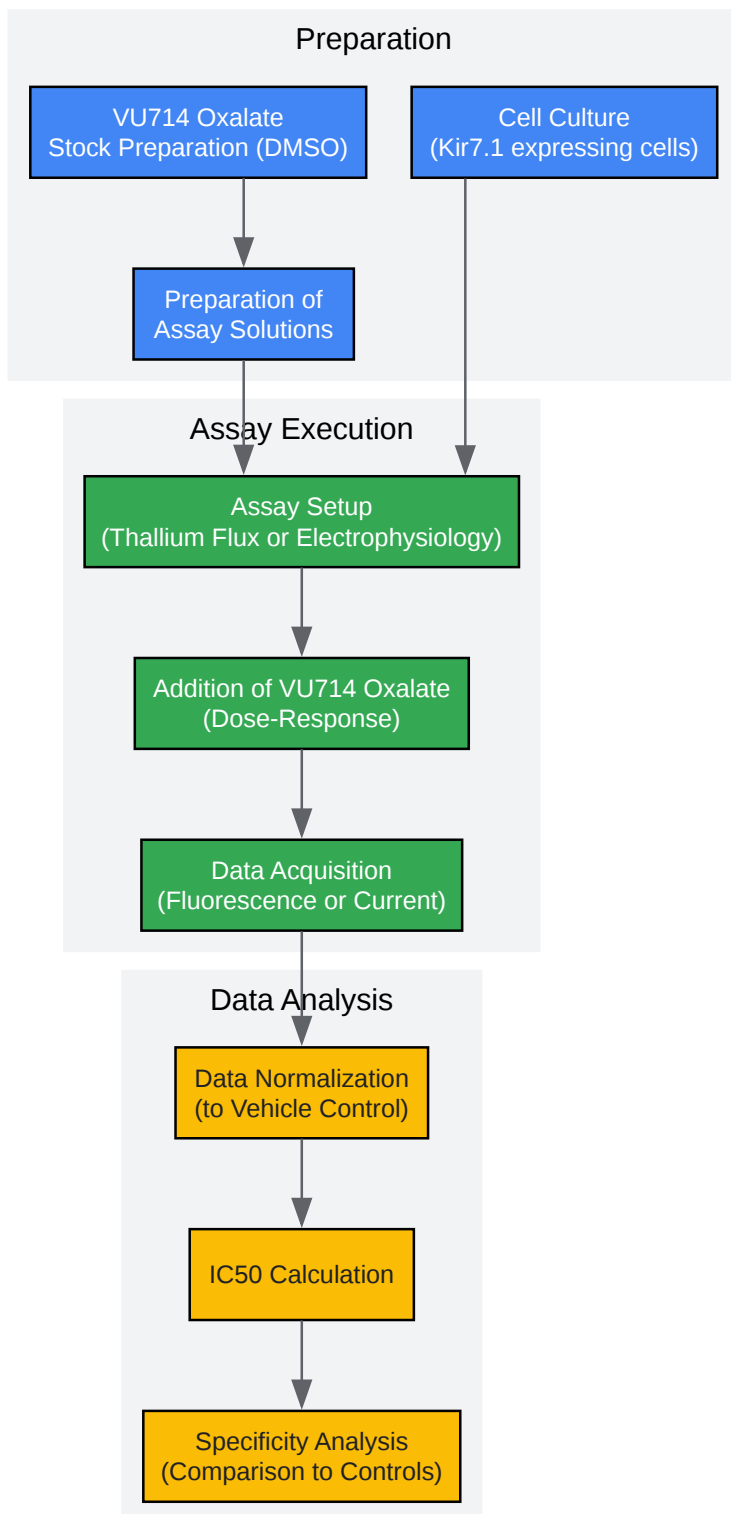 Preparation
VU714 Oxalate
Stock Preparation (DMSO)
Cell Culture
(Kir7.1 expressing cells)
Preparation of
Assay Solutions
Assay Execution
Assay Setup
(Thallium Flux or Electrophysiology)
Addition of VU714 Oxalate
(Dose-Response)
Data Acquisition
(Fluorescence or Current)
Data Analysis
Data Normalization
(to Vehicle Control)
IC50 Calculation
Specificity Analysis
(Comparison to Controls)